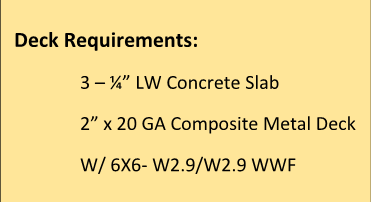 Deck Requirements:
3 – ¼” LW Concrete Slab
2” x 20 GA Composite Metal Deck
W/ 6X6- W2.9/W2.9 WWF